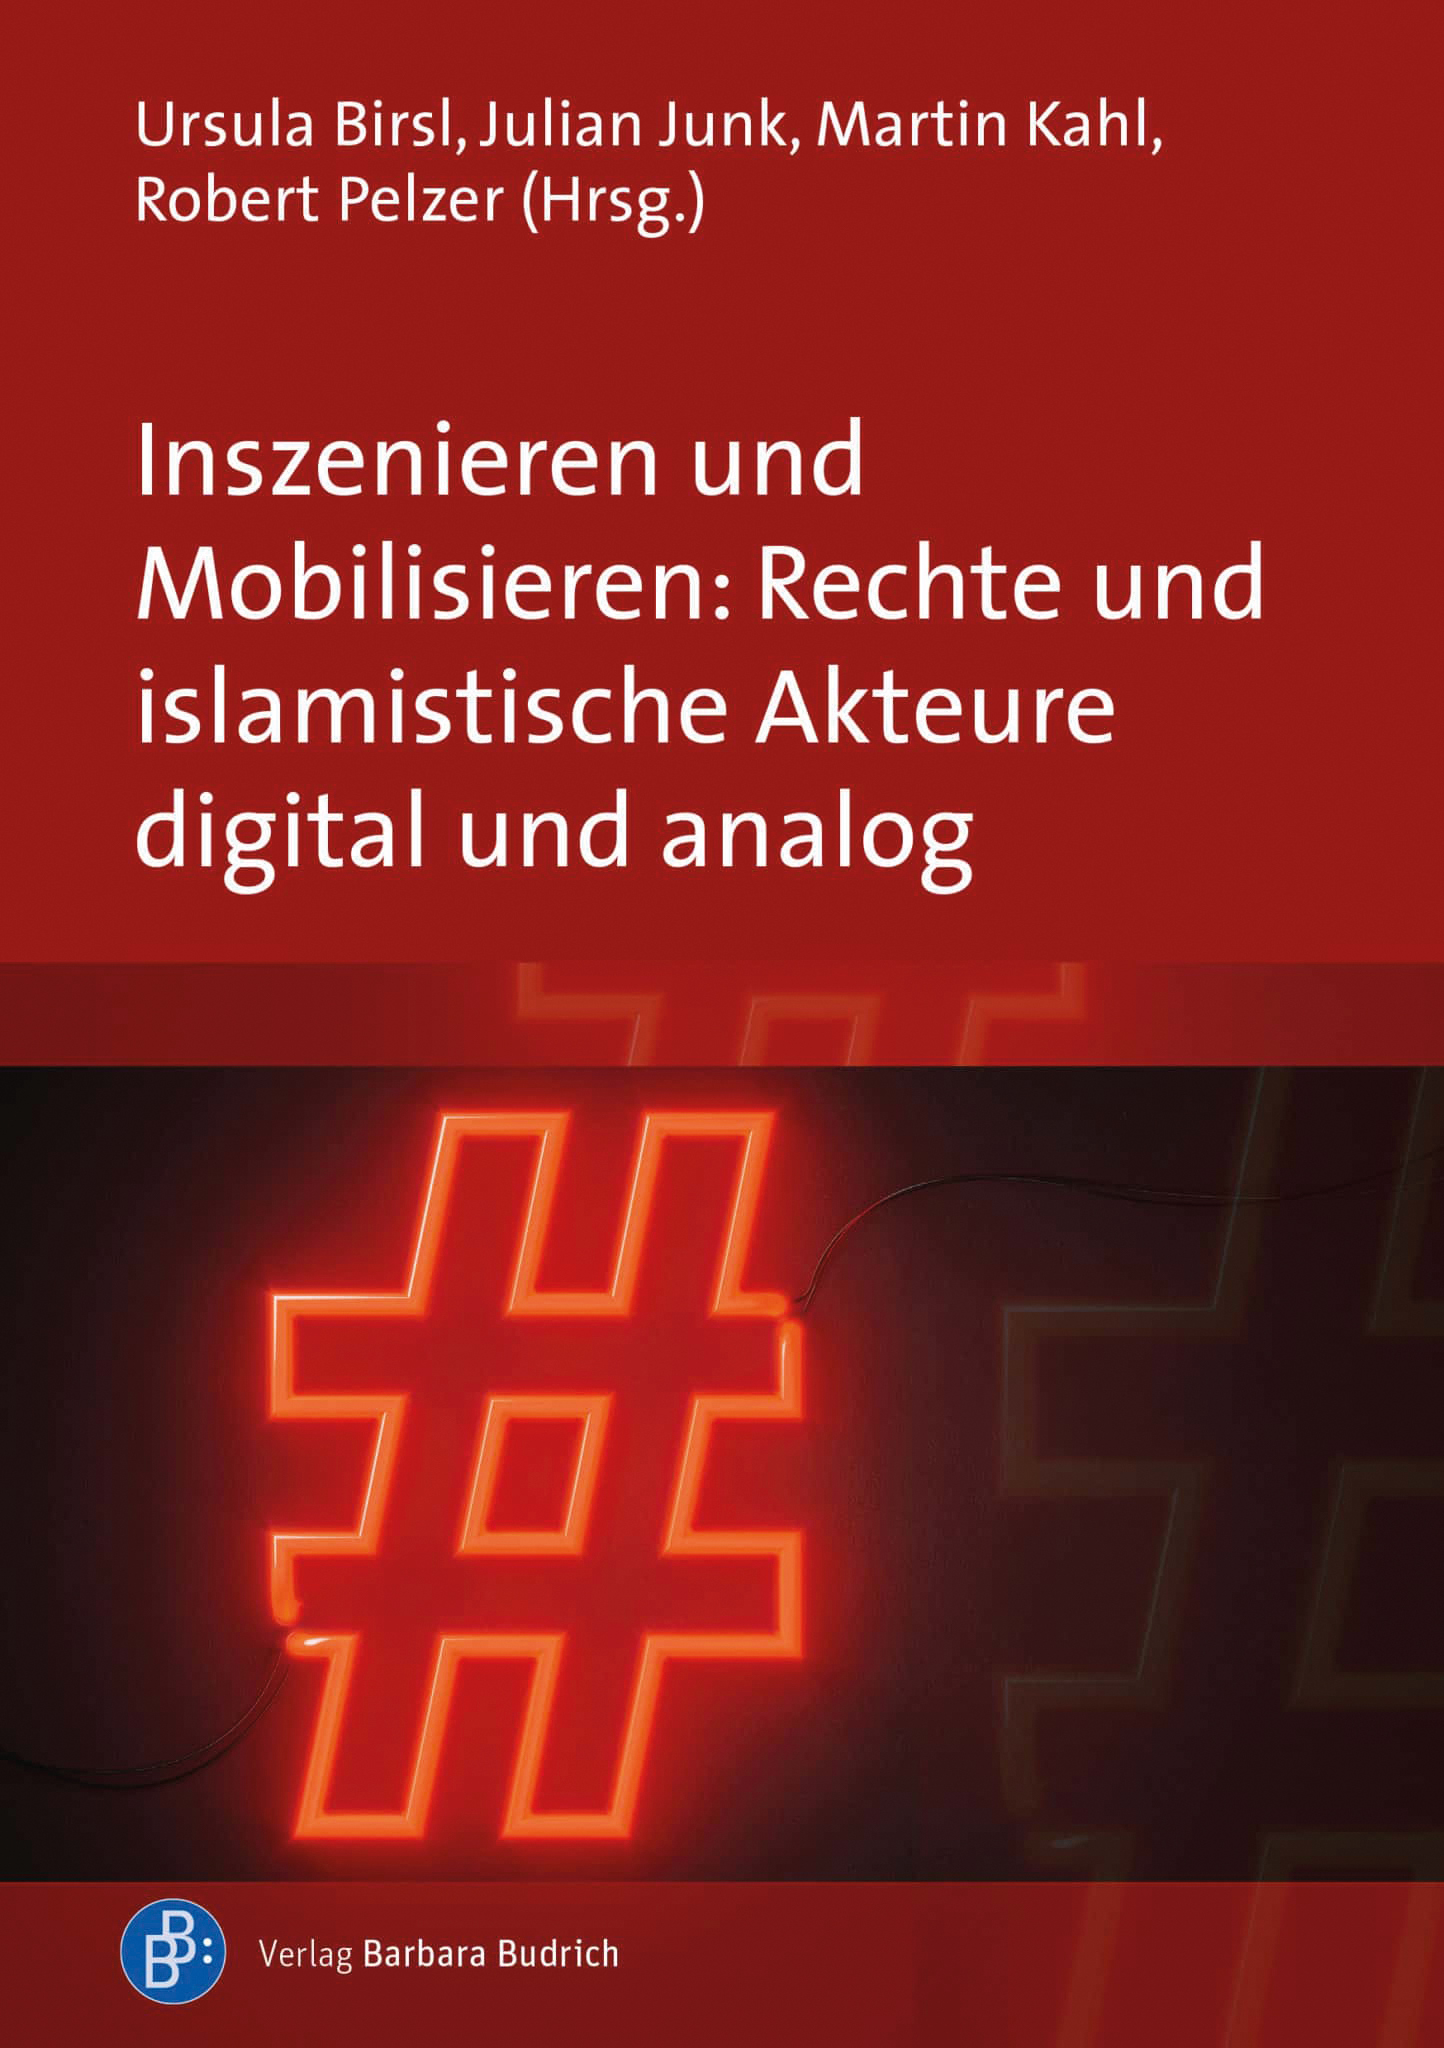 Ursula Birsl, Julian Junk, Martin Kahl,
Robert Pelzer (Hrsg.)
Inszenieren und
Mobilisieren: Rechte und
islamistische Akteure
digital und analog
#
BB:
Verlag Barbara Budrich